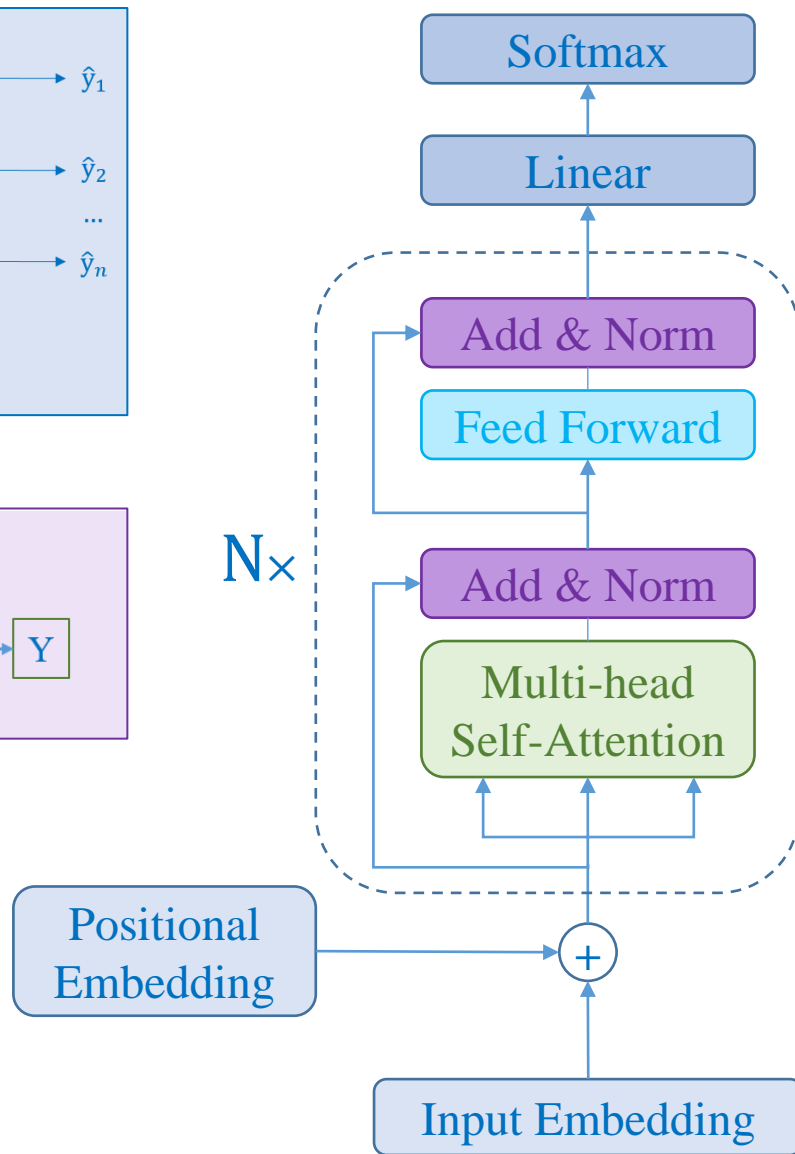 ŷ₁
ŷ₂
...
ŷₙ
Y
Softmax
Linear
Add & Norm
Feed Forward
N×
Add & Norm
Multi-head
Self-Attention
Positional
Embedding
+
Input Embedding